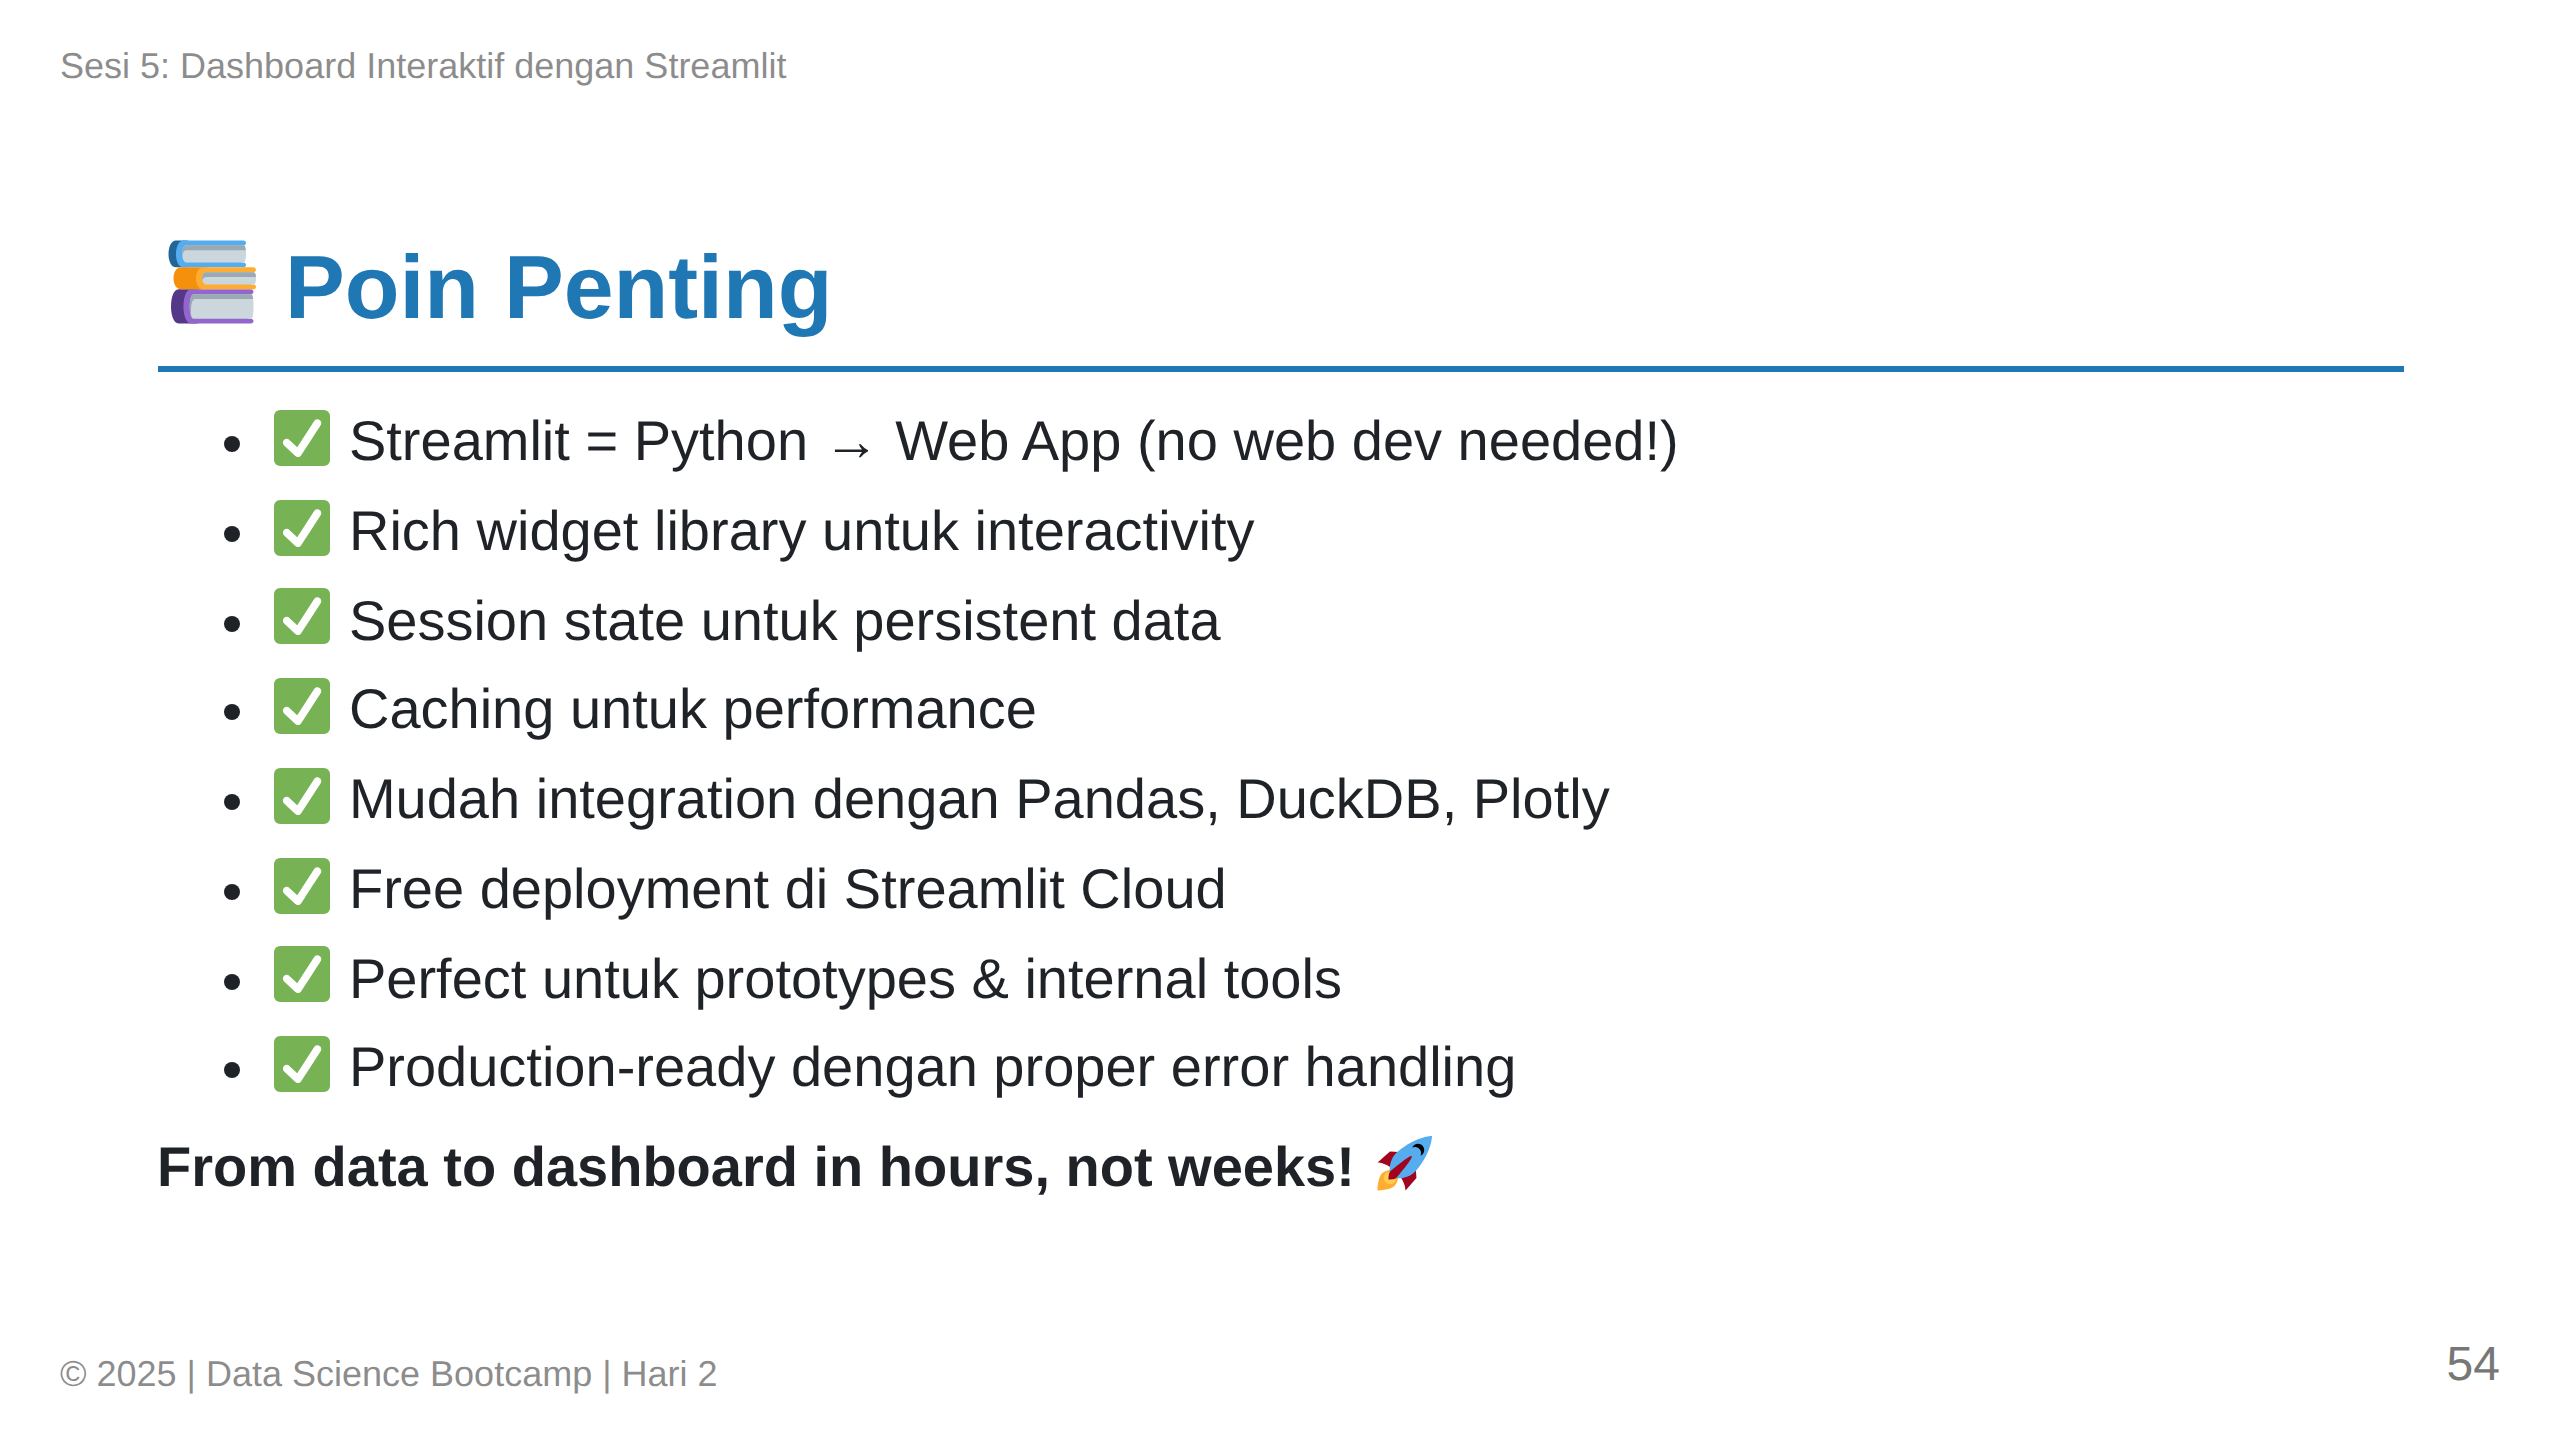 Sesi 5: Dashboard Interaktif dengan Streamlit
📚 Poin Penting
• ✅ Streamlit = Python → Web App (no web dev needed!)
• ✅ Rich widget library untuk interactivity
• ✅ Session state untuk persistent data
• ✅ Caching untuk performance
• ✅ Mudah integration dengan Pandas, DuckDB, Plotly
• ✅ Free deployment di Streamlit Cloud
• ✅ Perfect untuk prototypes & internal tools
• ✅ Production-ready dengan proper error handling
From data to dashboard in hours, not weeks! 🚀
© 2025 | Data Science Bootcamp | Hari 2
54